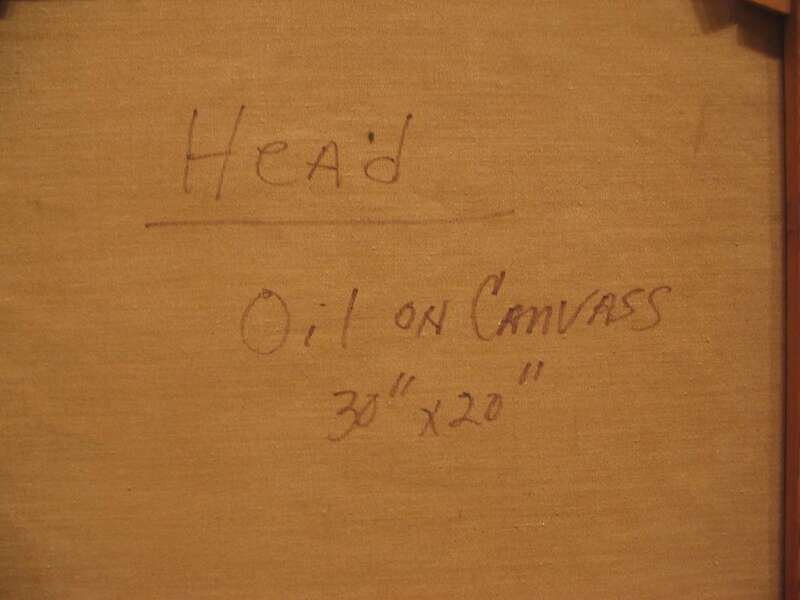 Head
Oil on Canvass
30" x 20"